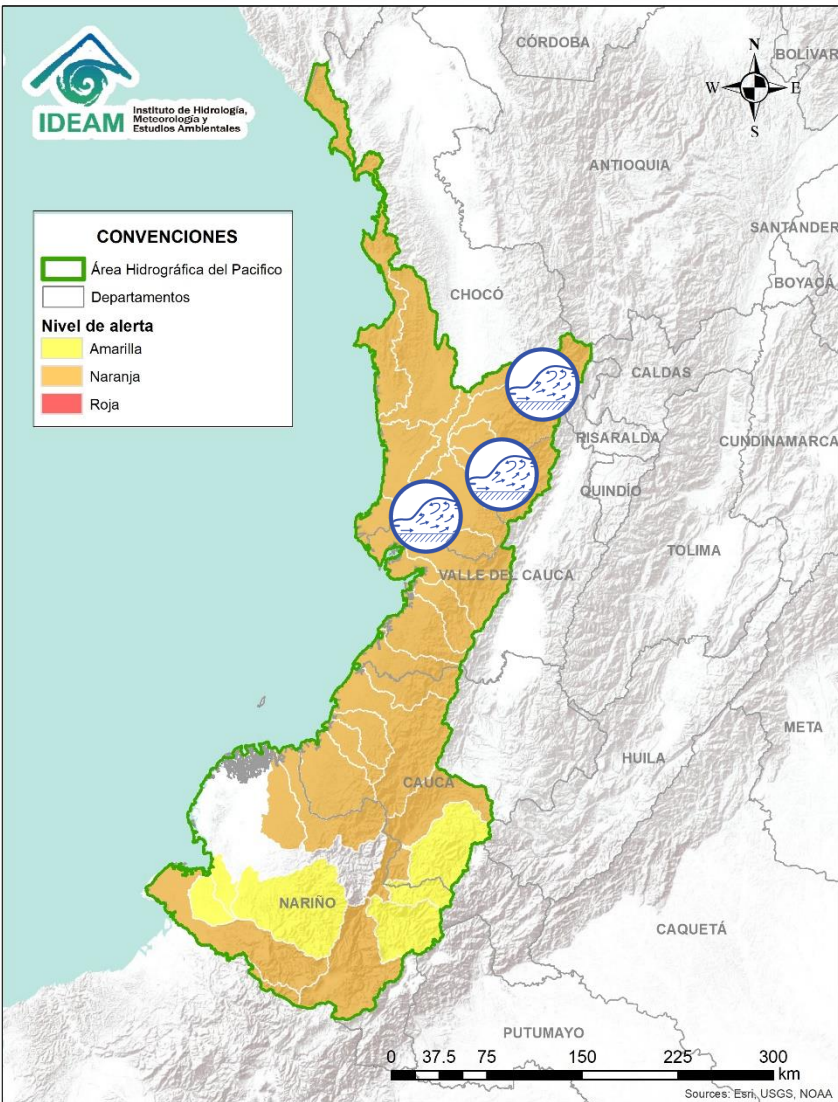 IDEAM
Instituto de Hidrología,
Meteorología y
Estudios Ambientales
N
W E
S
CÓRDOBA
BOLÍVAR
ANTIOQUIA
SANTANDER
BOYACÁ
CONVENCIONES
Área Hidrográfica del Pacifico
Departamentos
Nivel de alerta
Amarilla
Naranja
Roja
CHOCÓ
CALDAS
RISARALDA
CUNDINAMARCA
QUINDÍO
TOLIMA
VALLE DEL CAUCA
META
HUILA
CAUCA
NARIÑO
CAQUETÁ
PUTUMAYO
0 37.5 75 150 225 300
km
Sources: Esri, USGS, NOAA